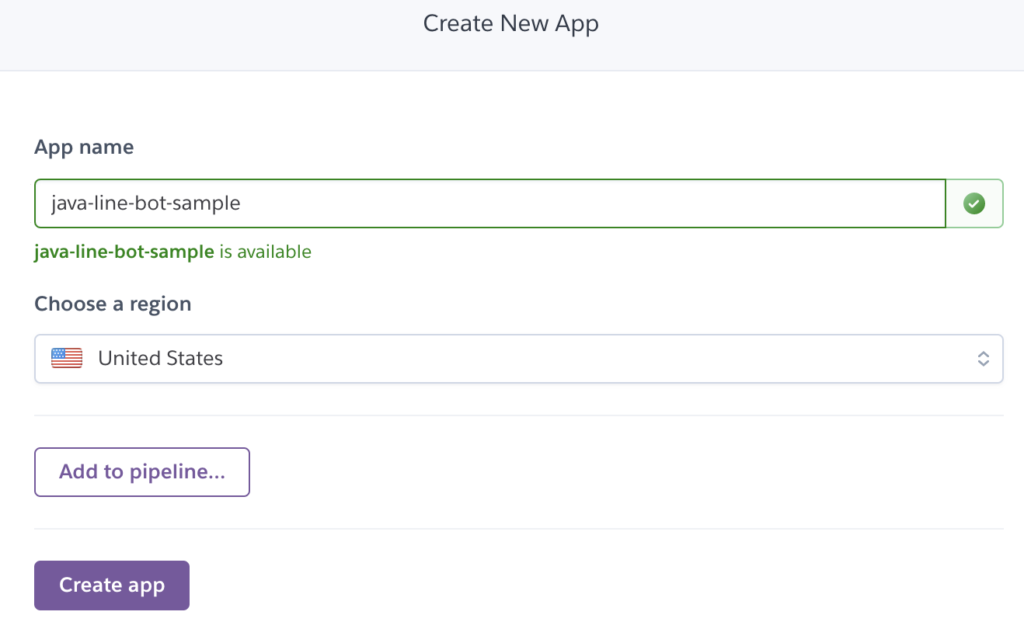 Create New App
App name
java-line-bot-sample
java-line-bot-sample is available
Choose a region
United States
Add to pipeline...
Create app